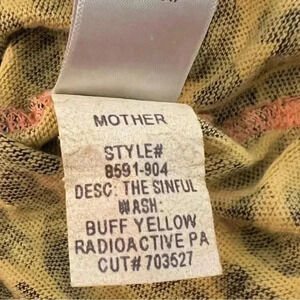 MOTHER
STYLE#
8591-904
DESC: THE SINFUL
WASH:
BUFF YELLOW
RADIOACTIVE PA
CUT# 703527